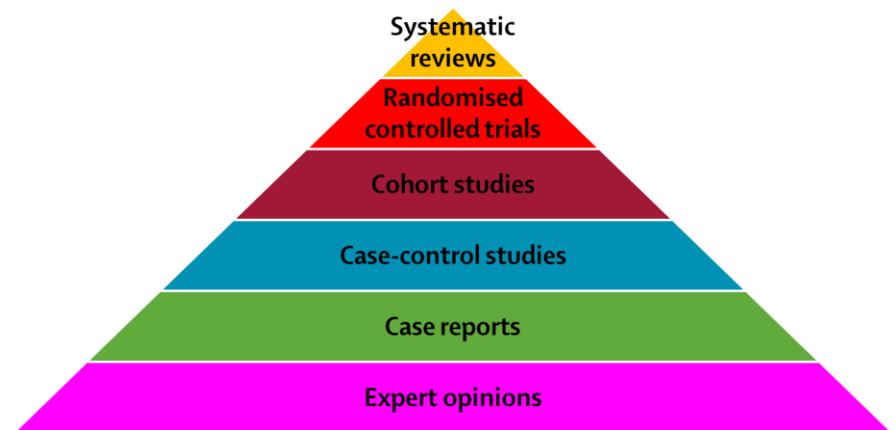 Systematic
reviews
Randomised
controlled trials
Cohort studies
Case-control studies
Case reports
Expert opinions